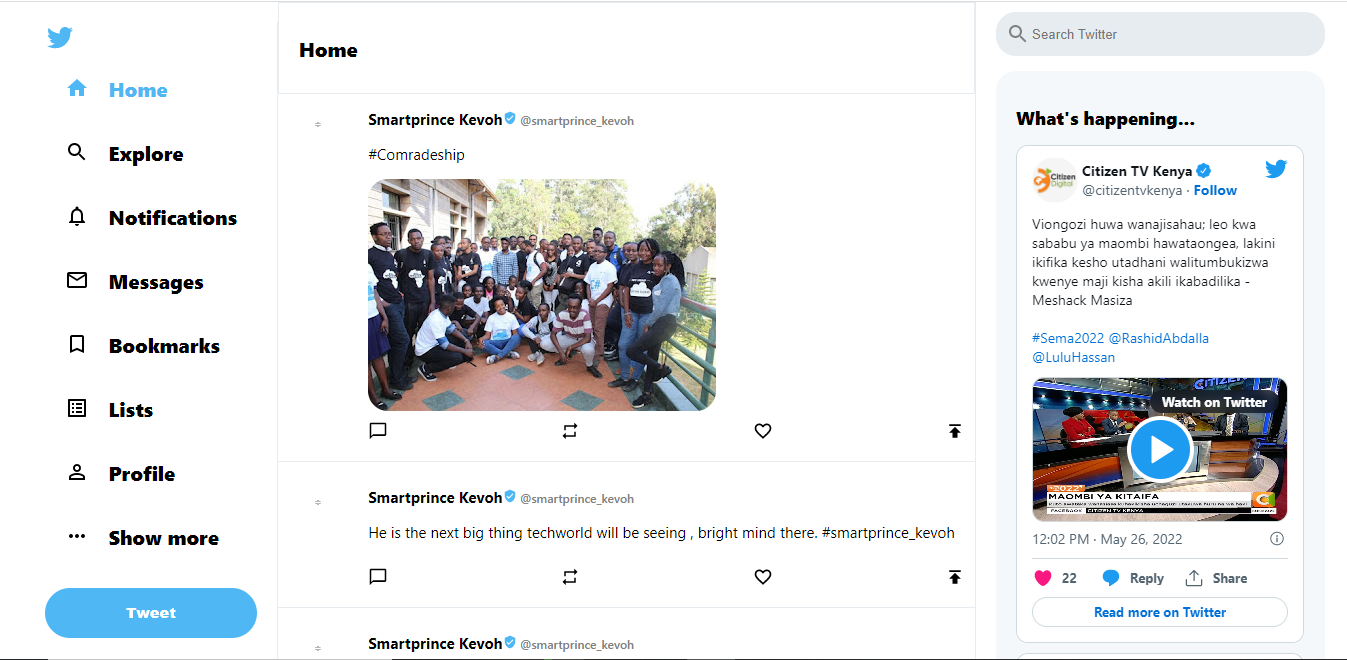 Home
Explore
Notifications
Messages
Bookmarks
Lists
Profile
Show more
Tweet
Home
Smartprince Kevoh @smartprince_kevoh
#Comradeship
Smartprince Kevoh @smartprince_kevoh
He is the next big thing techworld will be seeing , bright mind there. #smartprince_kevoh
Smartprince Kevoh @smartprince_kevoh
Search Twitter
What's happening...
Citizen Digital
Citizen TV Kenya
@citizentvkenya · Follow
Viongozi huwa wanajisahau; leo kwa
sababu ya maombi hawataongea, lakini
ikifika kesho utadhani walitumbukizwa
kwenye maji kisha akili ikabadilika -
Meshack Masiza
#Sema2022 @RashidAbdalla
@LuluHassan
CITIZEN
Watch on Twitter
MAOMBI YA KITAIFA
FACEBOOK CITIZEN TV KENYA
12:02 PM · May 26, 2022
22 Reply Share
Read more on Twitter